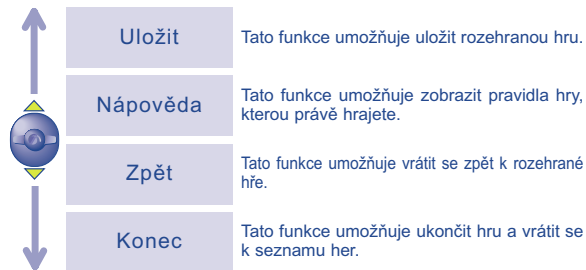 Uložit
Tato funkce umožňuje uložit rozehranou hru.
Nápověda
Tato funkce umožňuje zobrazit pravidla hry,
kterou právě hrajete.
Zpět
Tato funkce umožňuje vrátit se zpět k rozehrané
hře.
Konec
Tato funkce umožňuje ukončit hru a vrátit se
k seznamu her.